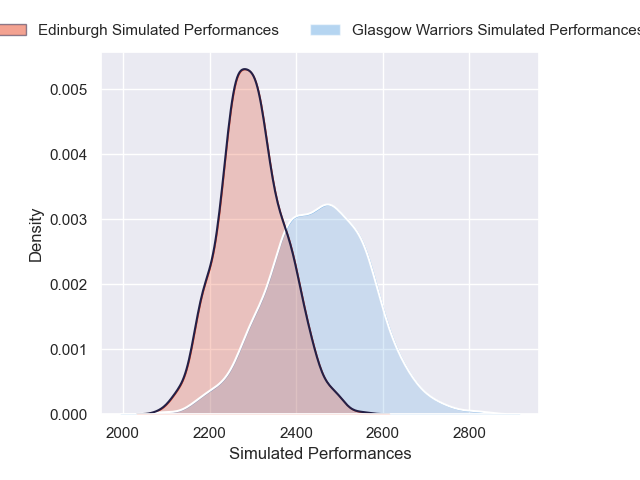 Edinburgh Simulated Performances
Glasgow Warriors Simulated Performances
0.005
0.004
0.003
0.002
0.001
0.000
Density
2000 2200 2400 2600 2800
Simulated Performances